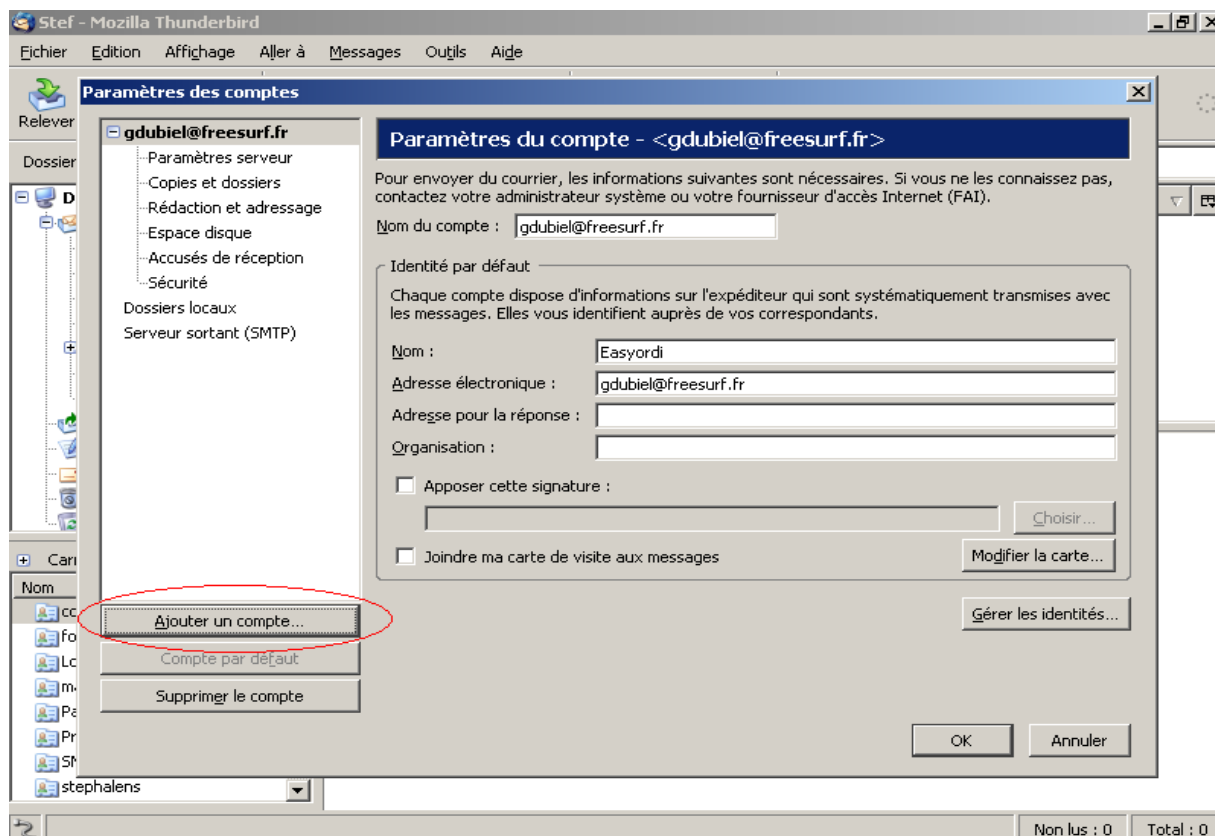 Stef - Mozilla Thunderbird
Fichier Edition Affichage Aller à Messages Outils Aide
Relever
Dossier
Paramètres des comptes
gdubiel@freesurf.fr
Paramètres serveur
Copies et dossiers
Rédaction et adressage
Espace disque
Accusés de réception
Sécurité
Dossiers locaux
Serveur sortant (SMTP)
Ajouter un compte...
Compte par défaut
Supprimer le compte
Paramètres du compte - <gdubiel@freesurf.fr>
Pour envoyer du courrier, les informations suivantes sont nécessaires. Si vous ne les connaissez pas,
contactez votre administrateur système ou votre fournisseur d'accès Internet (FAI).
Nom du compte : gdubiel@freesurf.fr
Identité par défaut
Chaque compte dispose d'informations sur l'expéditeur qui sont systématiquement transmises avec
les messages. Elles vous identifient auprès de vos correspondants.
Nom : Easyordi
Adresse électronique : gdubiel@freesurf.fr
Adresse pour la réponse :
Organisation :
Apposer cette signature :
Choisir...
Joindre ma carte de visite aux messages Modifier la carte...
Gérer les identités...
OK Annuler
D
Carr
Nom
cc
fo
Lc
m
Pa
Pr
SM
stephalens
Non lus : 0 Total : 0